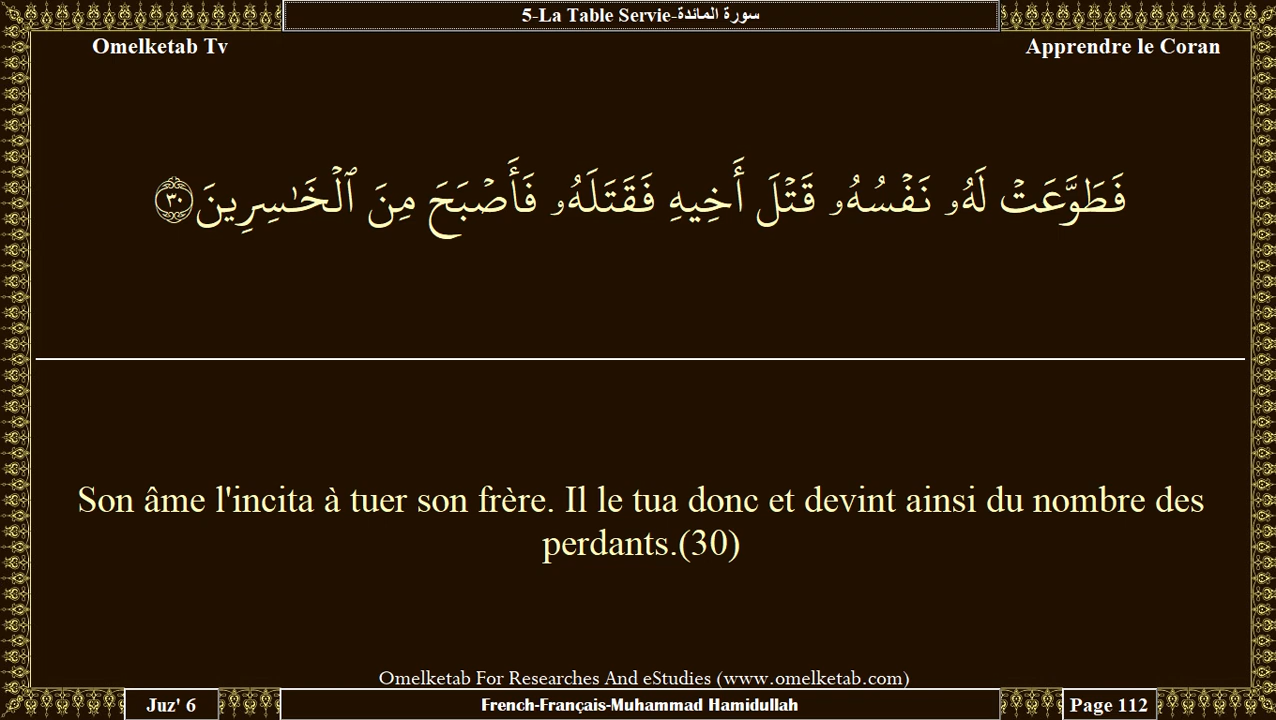 5-La Table Servie-سورة المائدة
Omelketab Tv
Apprendre le Coran
فَطَوَّعَتۡ لَهُۥ نَفۡسُهُۥ قَتۡلَ أَخِيهِ فَقَتَلَهُۥ فَأَصۡبَحَ مِنَ ٱلۡخَٰسِرِينَ ٣٠
Son âme l'incita à tuer son frère. Il le tua donc et devint ainsi du nombre des
perdants.(30)
Omelketab For Researches And eStudies (www.omelketab.com)
Juz' 6
French-Français-Muhammad Hamidullah
Page 112